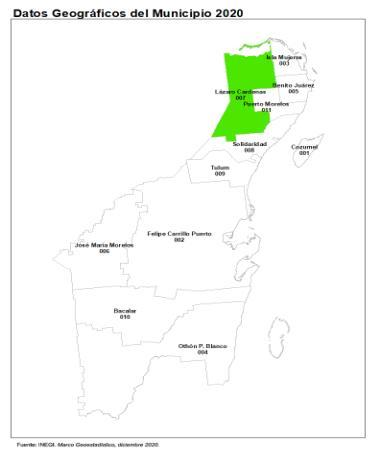 Datos Geográficos del Municipio 2020
Isla Mujeres
003
Benito Juárez
005
Lázaro Cardenas
007
Puerto Morelos
011
Solidaridad
008
Cozumel
001
Tulum
009
Felipe Carrillo Puerto
002
José María Morelos
006
Bacalar
010
Othón P. Blanco
004
Fuente: INEGI. Marco Geoestadístico, diciembre 2020.